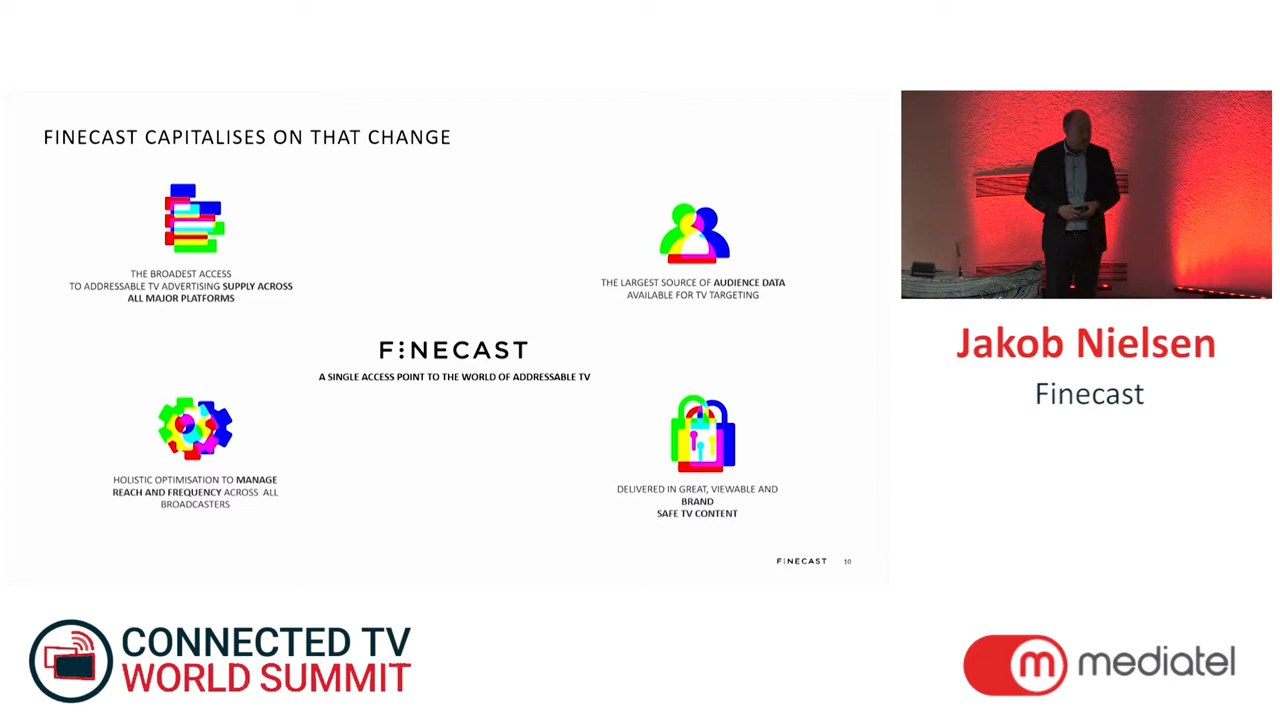 FINECAST CAPITALISES ON THAT CHANGE
THE BROADEST ACCESS
TO ADDRESSABLE TV ADVERTISING SUPPLY ACROSS
ALL MAJOR PLATFORMS
THE LARGEST SOURCE OF AUDIENCE DATA
AVAILABLE FOR TV TARGETING
FINECAST
A SINGLE ACCESS POINT TO THE WORLD OF ADDRESSABLE TV
HOLISTIC OPTIMISATION TO MANAGE
REACH AND FREQUENCY ACROSS ALL
BROADCASTERS
DELIVERED IN GREAT, VIEWABLE AND
BRAND
SAFE TV CONTENT
FINECAST 10
Jakob Nielsen
Finecast
CONNECTED TV
WORLD SUMMIT
m mediatel